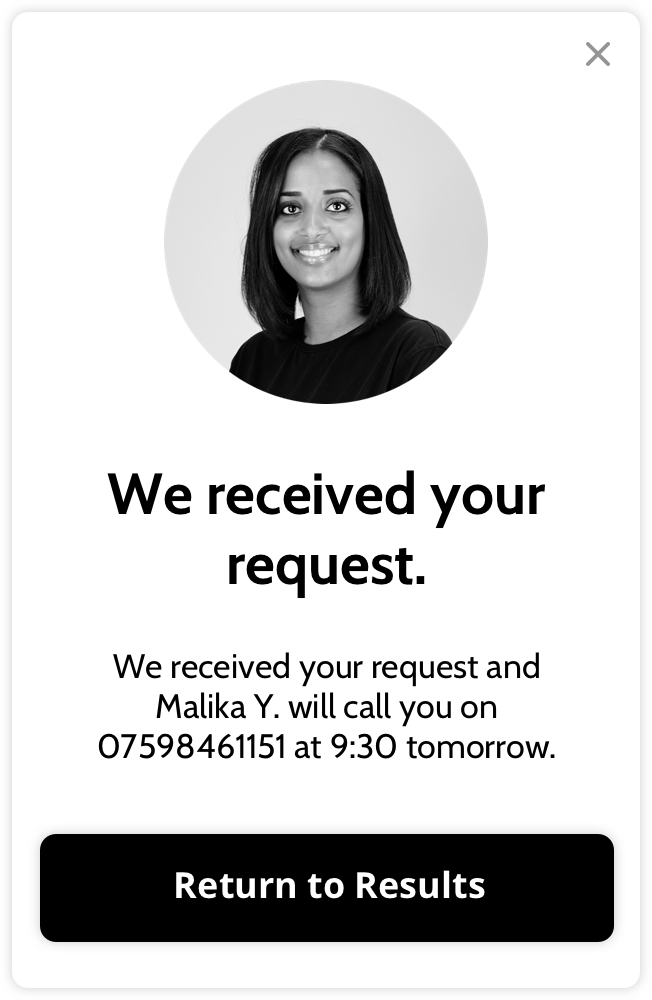 We received your
request.
We received your request and
Malika Y. will call you on
07598461151 at 9:30 tomorrow.
Return to Results